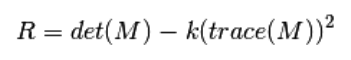 R = det(M) − k(trace(M))²